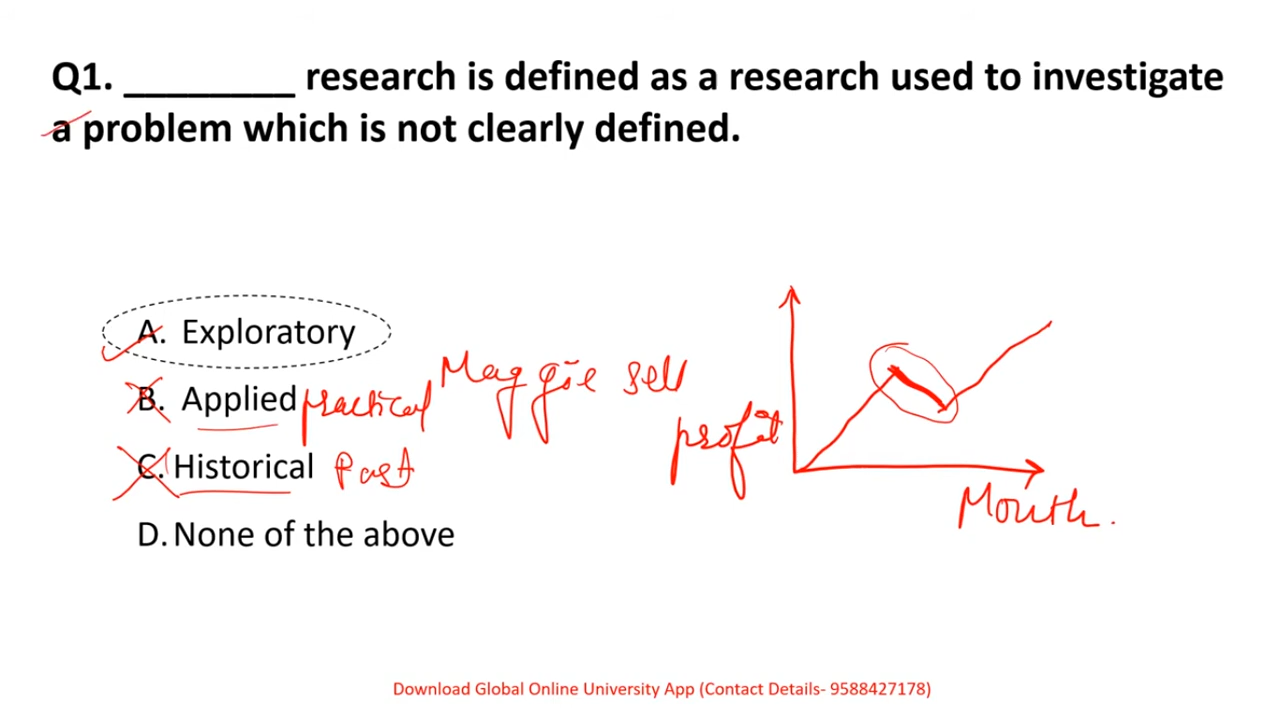 Q1. ________ research is defined as a research used to investigate
a problem which is not clearly defined.
A. Exploratory
Maggie sell
B. Applied practical
profit
C. Historical Past
Month.
D. None of the above
Download Global Online University App (Contact Details- 9588427178)